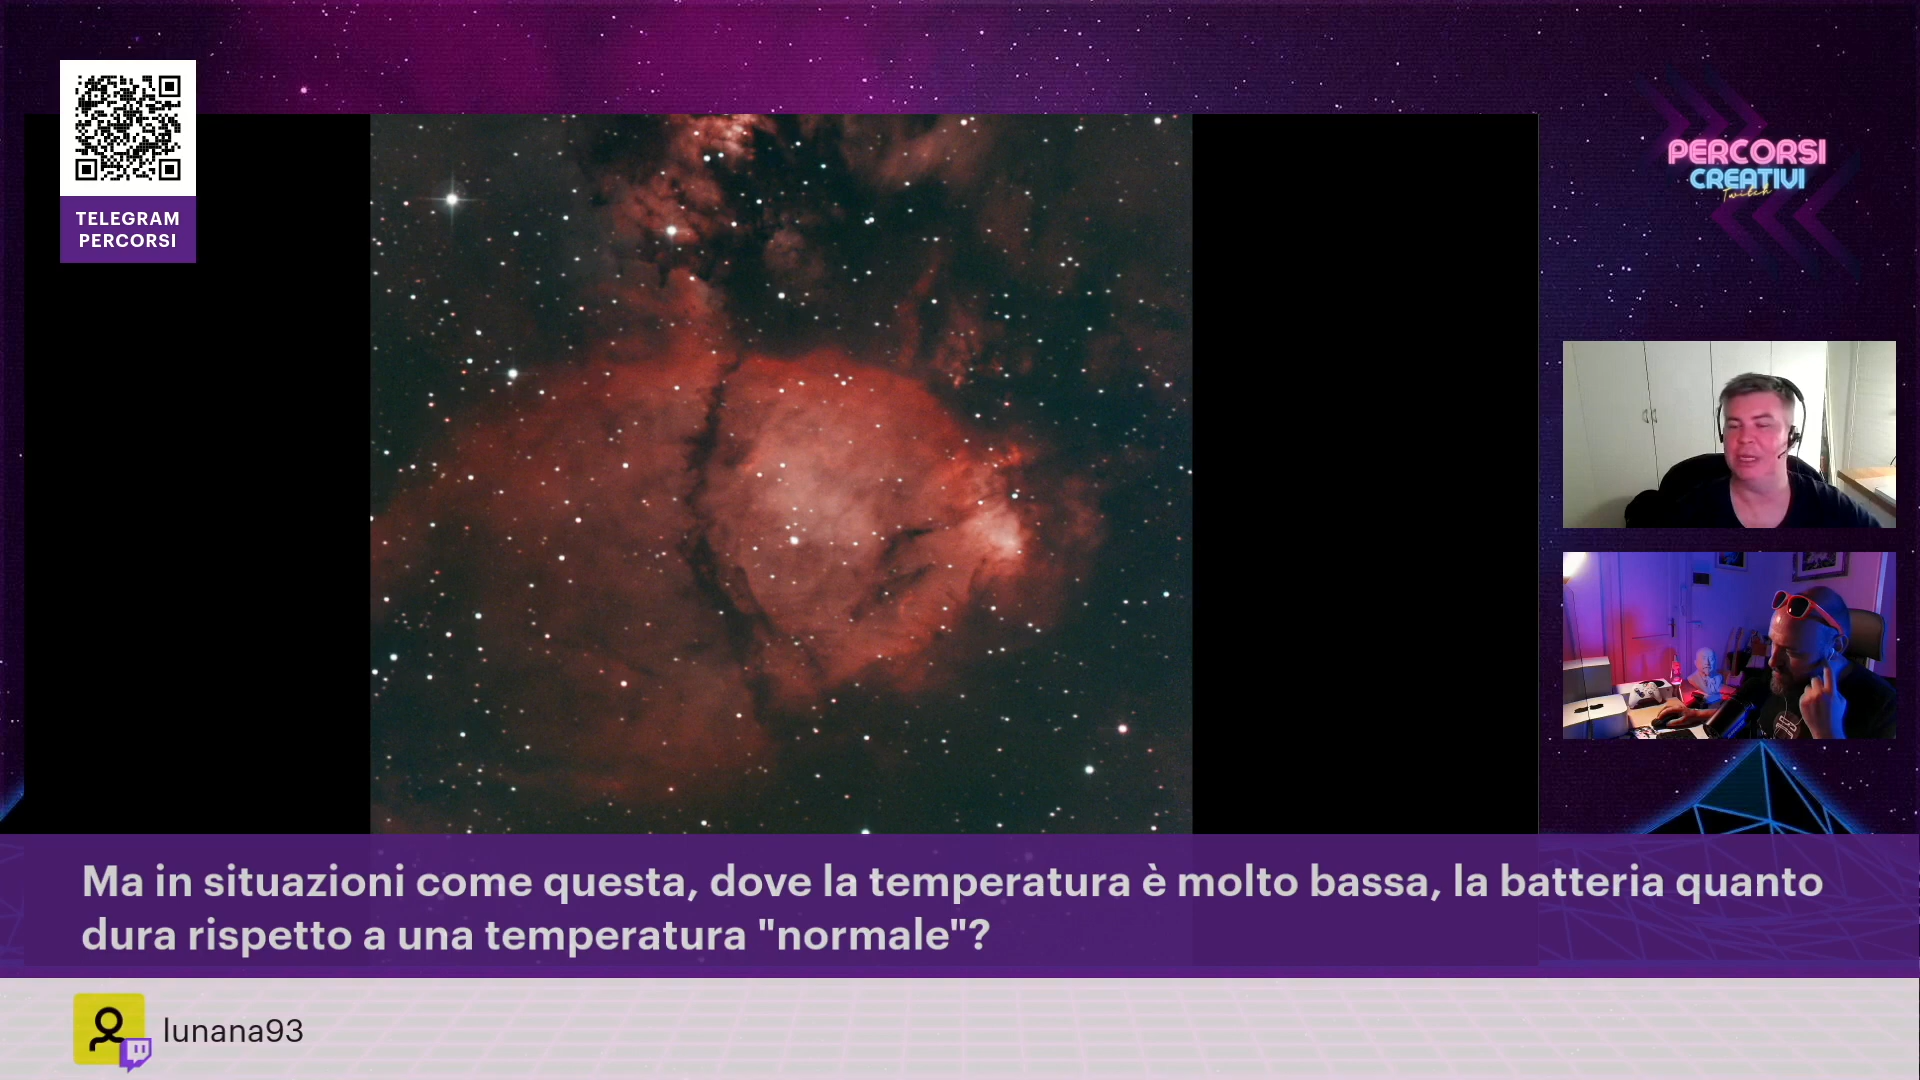 TELEGRAM
PERCORSI
PERCORSI
CREATIVI
Twitch
Ma in situazioni come questa, dove la temperatura è molto bassa, la batteria quanto
dura rispetto a una temperatura "normale"?
lunana93